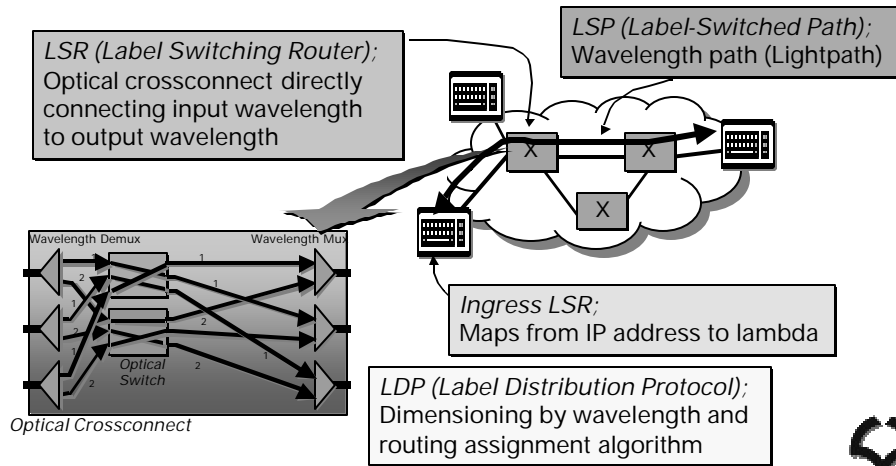 LSR (Label Switching Router);
Optical crossconnect directly
connecting input wavelength
to output wavelength
LSP (Label-Switched Path);
Wavelength path (Lightpath)
X
X
X
Wavelength Demux
Wavelength Mux
1
1
2
2
1
2
2
1
1
2
2
Optical
Switch
Optical Crossconnect
Ingress LSR;
Maps from IP address to lambda
LDP (Label Distribution Protocol);
Dimensioning by wavelength and
routing assignment algorithm